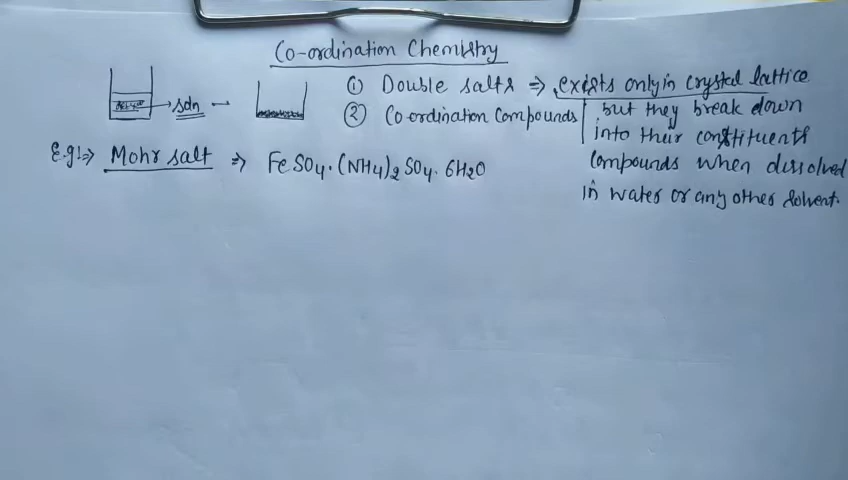 Co-ordination Chemistry
① Double salts ⇒ exists only in crystal lattice
② Co-ordination Compounds but they break down
into their constituents
compounds when dissolved
in water or any other solvent.
soln →
E.g:⇒ Mohr salt ⇒ FeSO4.(NH4)2SO4.6H2O